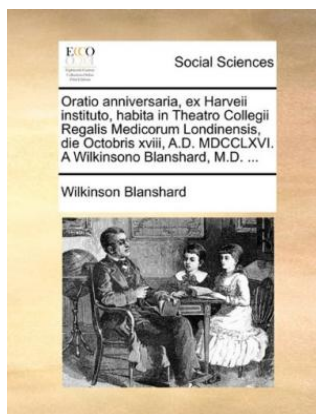 ECCO
Social Sciences
Oratio anniversaria, ex Harveii
instituto, habita in Theatro Collegii
Regalis Medicorum Londinensis,
die Octobris xviii, A.D. MDCCLXVI.
A Wilkinsono Blanshard, M.D. ...
Wilkinson Blanshard